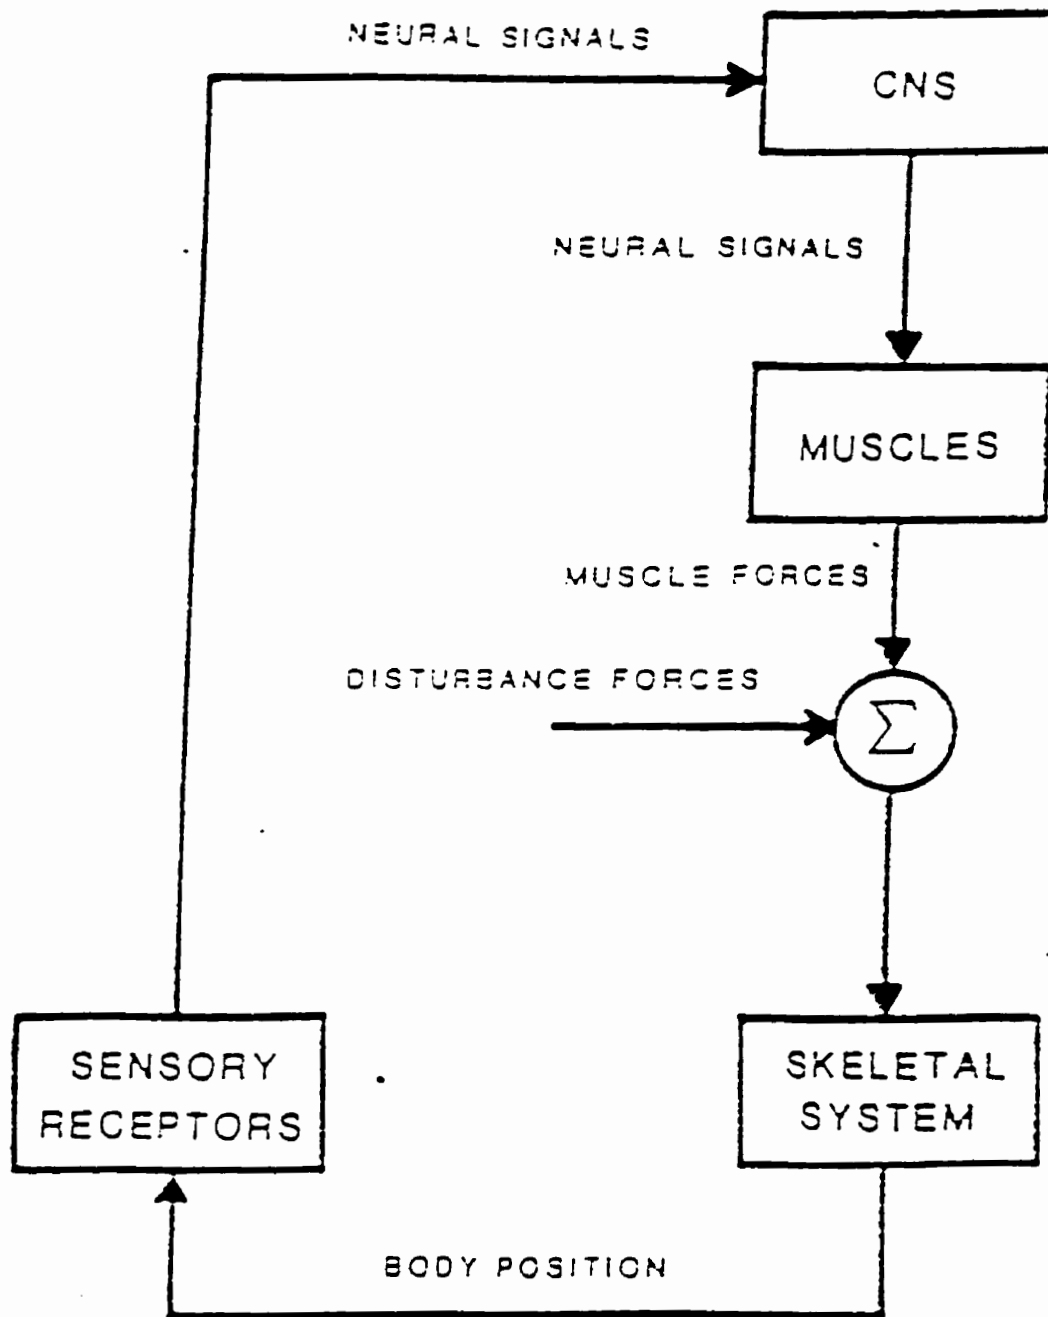 NEURAL SIGNALS
CNS
NEURAL SIGNALS
MUSCLES
MUSCLE FORCES
DISTURBANCE FORCES
Σ
SENSORY
RECEPTORS
SKELETAL
SYSTEM
BODY POSITION